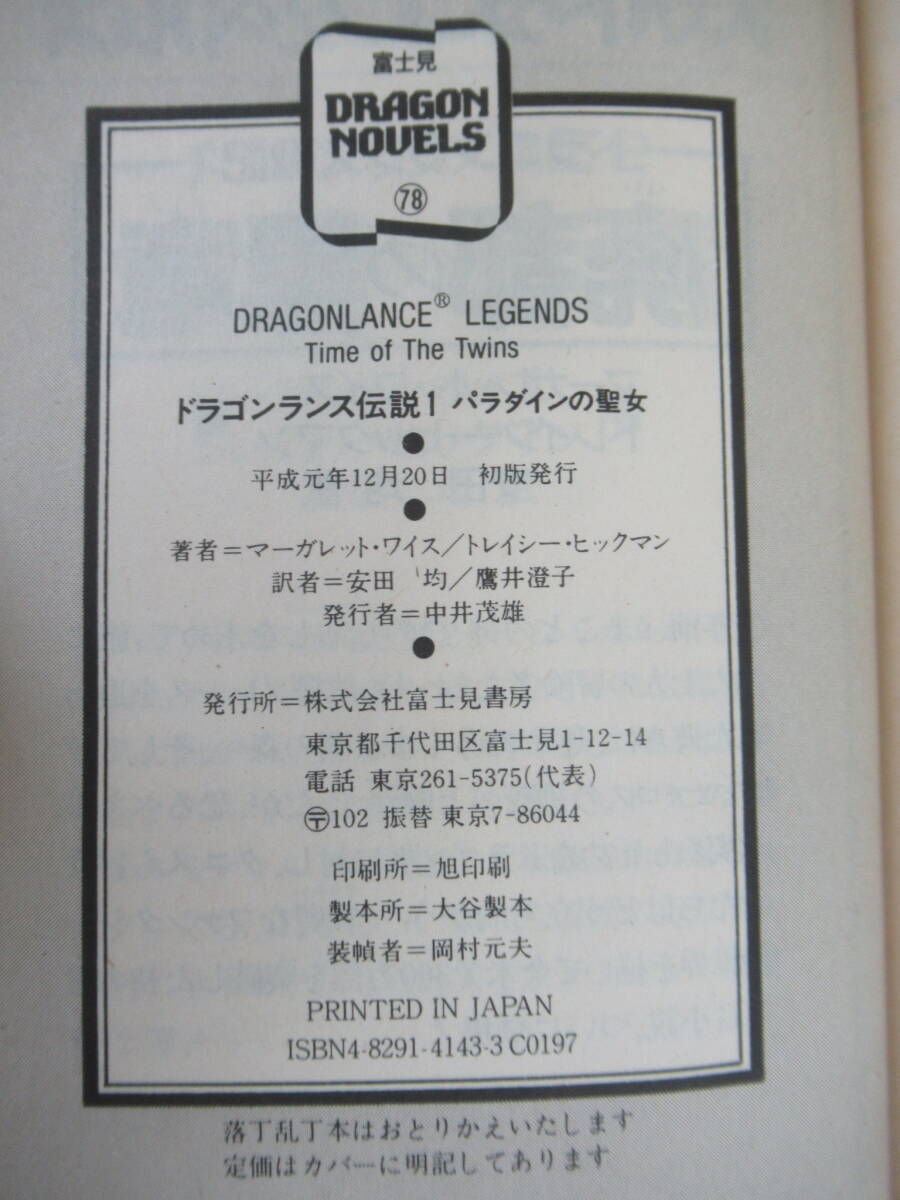 富士見
DRAGON
NOVELS
78
DRAGONLANCE® LEGENDS
Time of The Twins
ドラゴンランス伝説1 パラダインの聖女
平成元年12月20日 初版発行
著者=マーガレット・ワイス/トレイシー・ヒックマン
訳者=安田 均/鷹井澄子
発行者=中井茂雄
発行所=株式会社富士見書房
東京都千代田区富士見1-12-14
電話 東京261-5375(代表)
〶102 振替 東京7-86044
印刷所=旭印刷
製本所=大谷製本
装幀者=岡村元夫
PRINTED IN JAPAN
ISBN4-8291-4143-3 C0197
落丁乱丁本はおとりかえいたします
定価はカバーに明記してあります